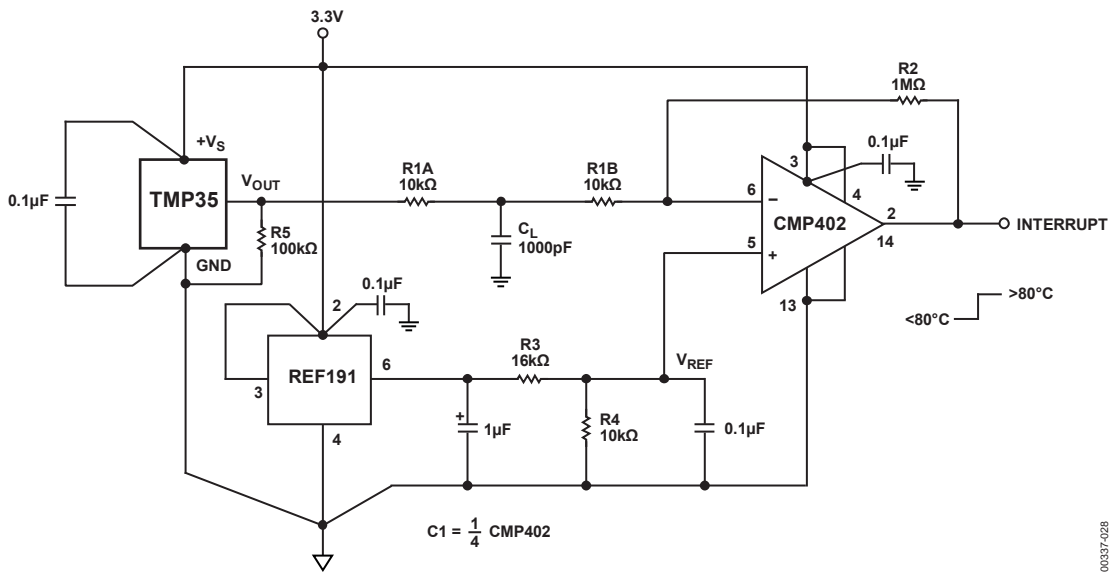 3.3V
R2
1MΩ
+VS
0.1µF
TMP35
VOUT
R1A
10kΩ
R1B
10kΩ
3
0.1µF
4
6
−
CMP402
2
14
INTERRUPT
R5
100kΩ
CL
1000pF
5
+
GND
0.1µF
2
13
>80°C
<80°C
REF191
3
6
4
R3
16kΩ
VREF
+
1µF
R4
10kΩ
0.1µF
C1 = 1/4 CMP402
00337-028